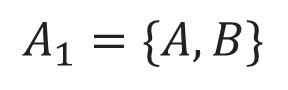 A₁ = {A, B}